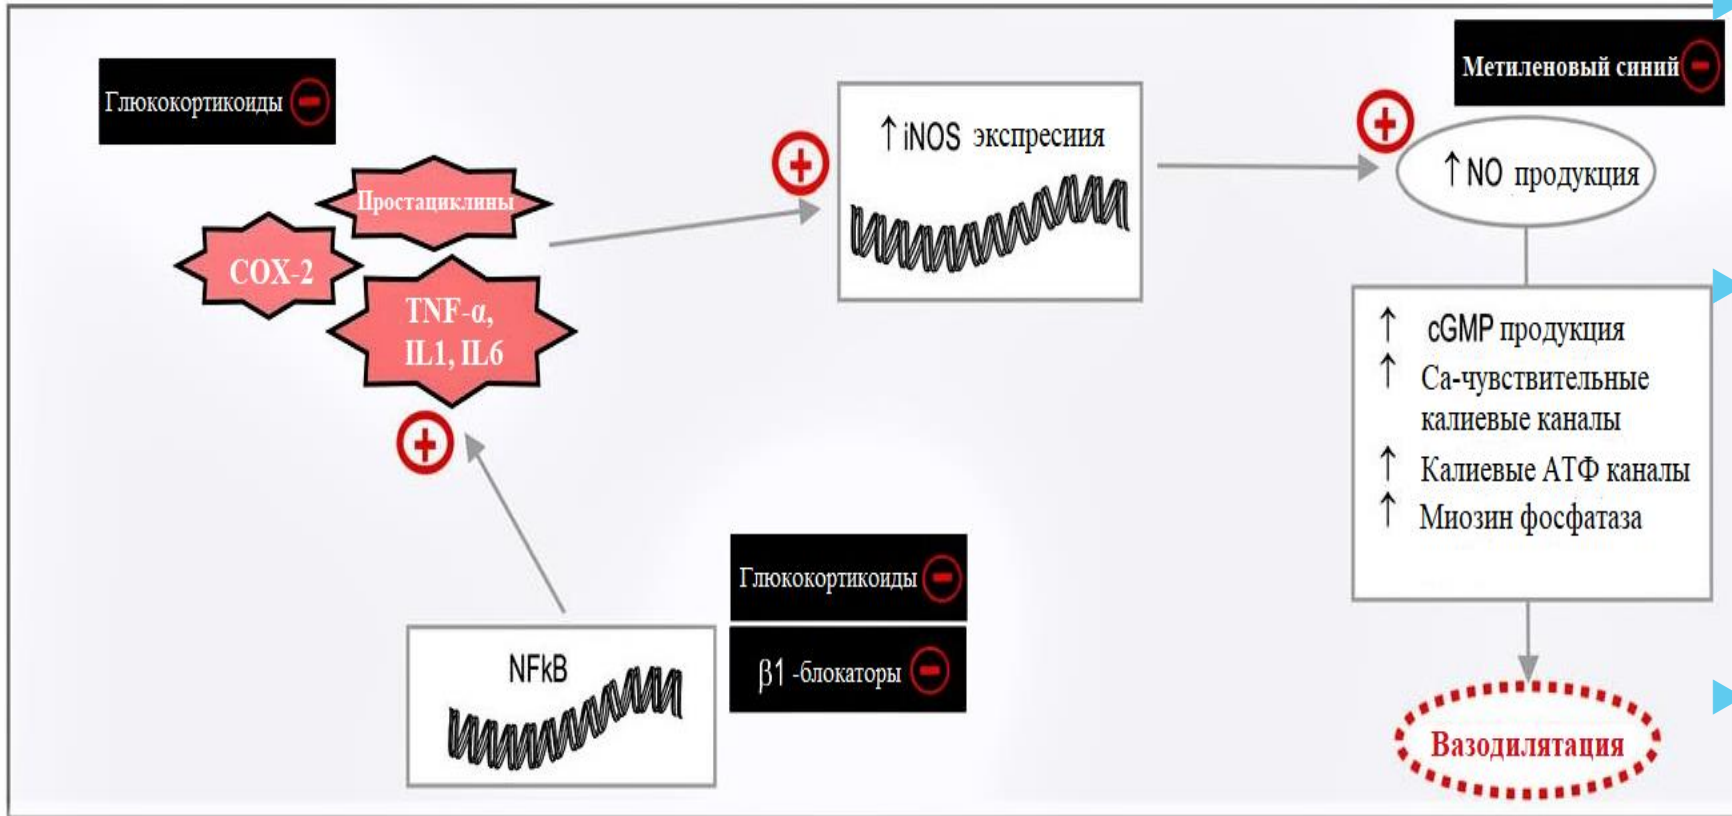 Глюкокортикоиды
Простациклины
COX-2
TNF-α,
IL1, IL6
↑ iNOS экспресиия
Метиленовый синий
↑ NO продукция
↑ cGMP продукция
↑ Са-чувствительные
калиевые каналы
↑ Калиевые АТФ каналы
↑ Миозин фосфатаза
Вазодилятация
NFkB
Глюкокортикоиды
β1 -блокаторы